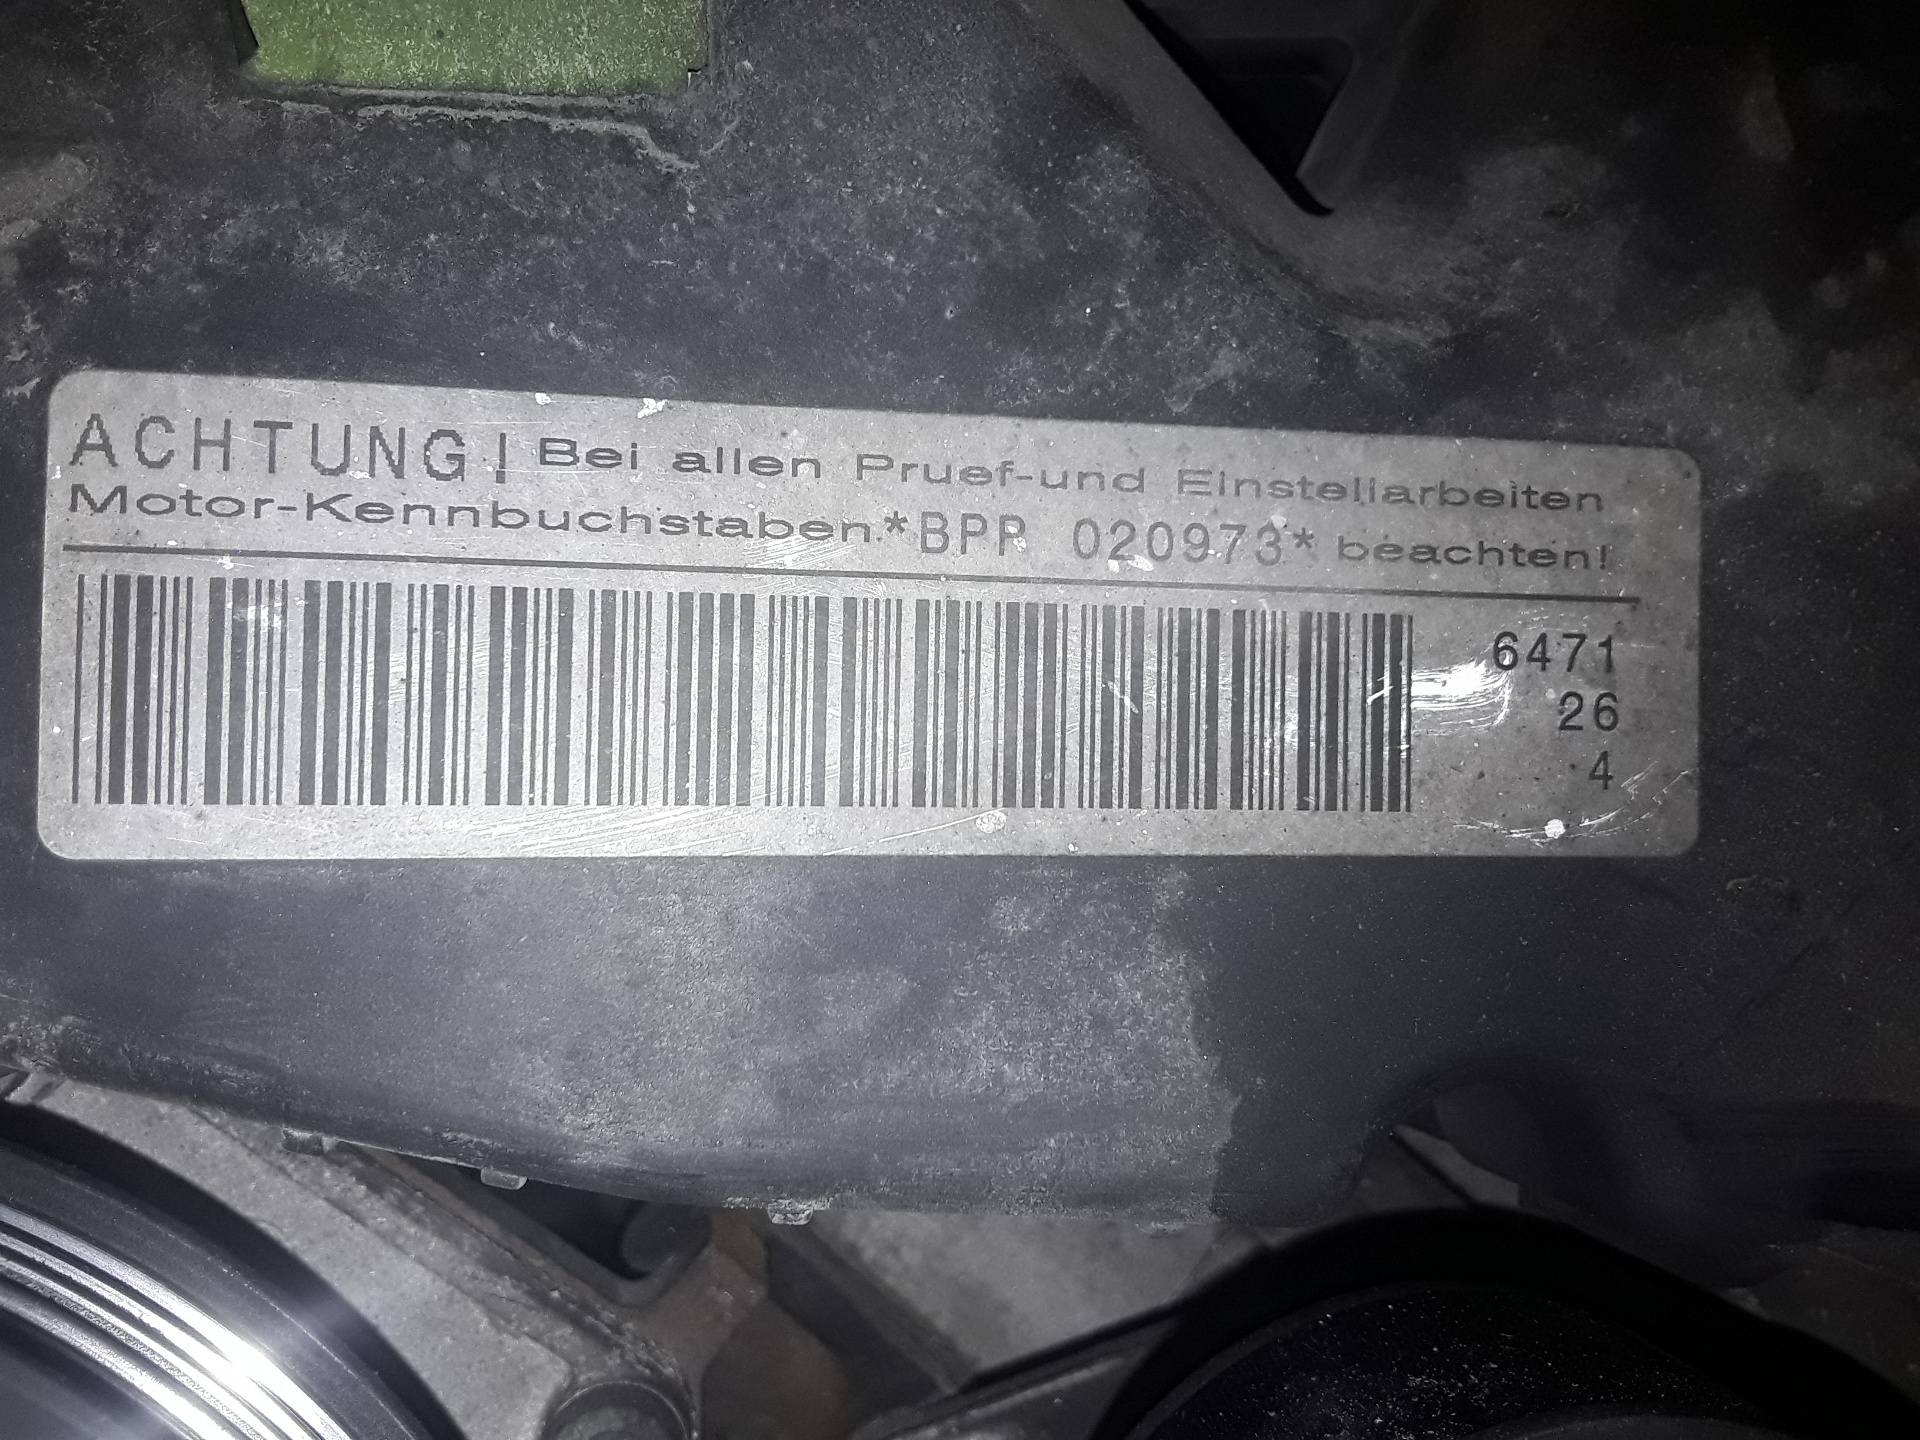 ACHTUNG! Bei allen Pruef-und Einstellarbeiten
Motor-Kennbuchstaben.*BPP 020973* beachten!
6471
26
4